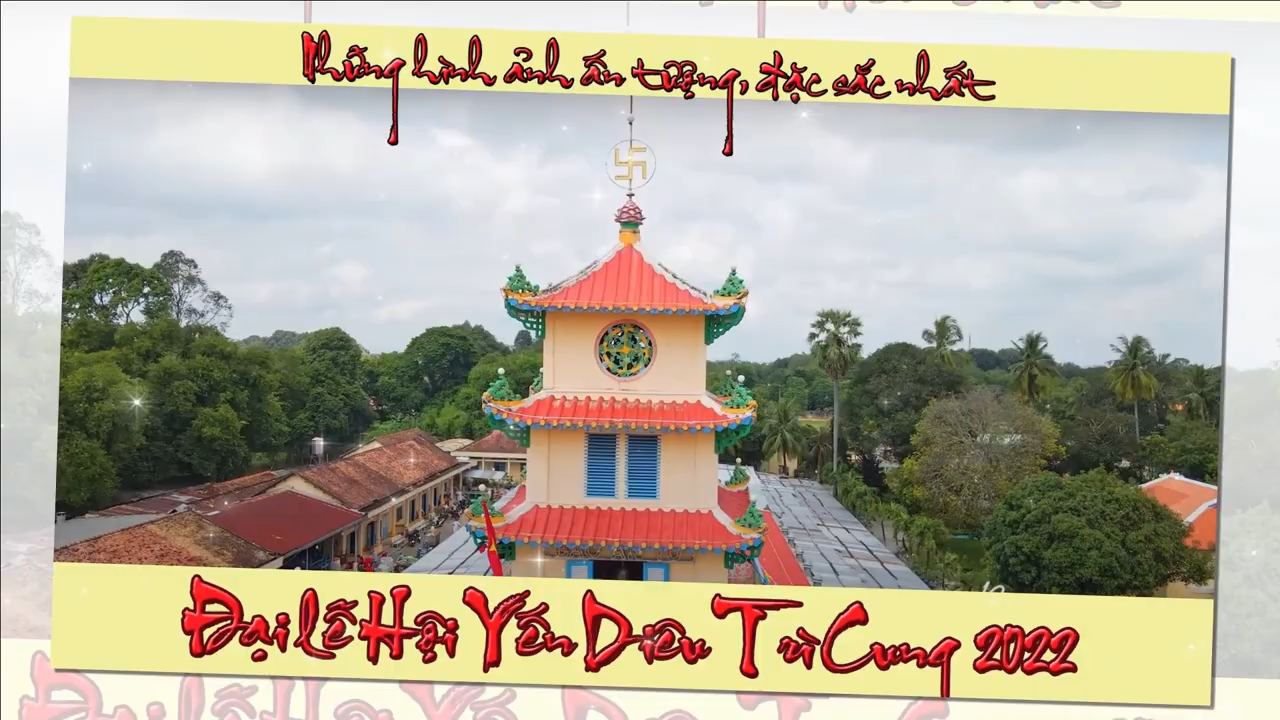 Những hình ảnh ấn tượng, đặc sắc nhất
Đại lễ Hội Yến Diêu Trì Cung 2022